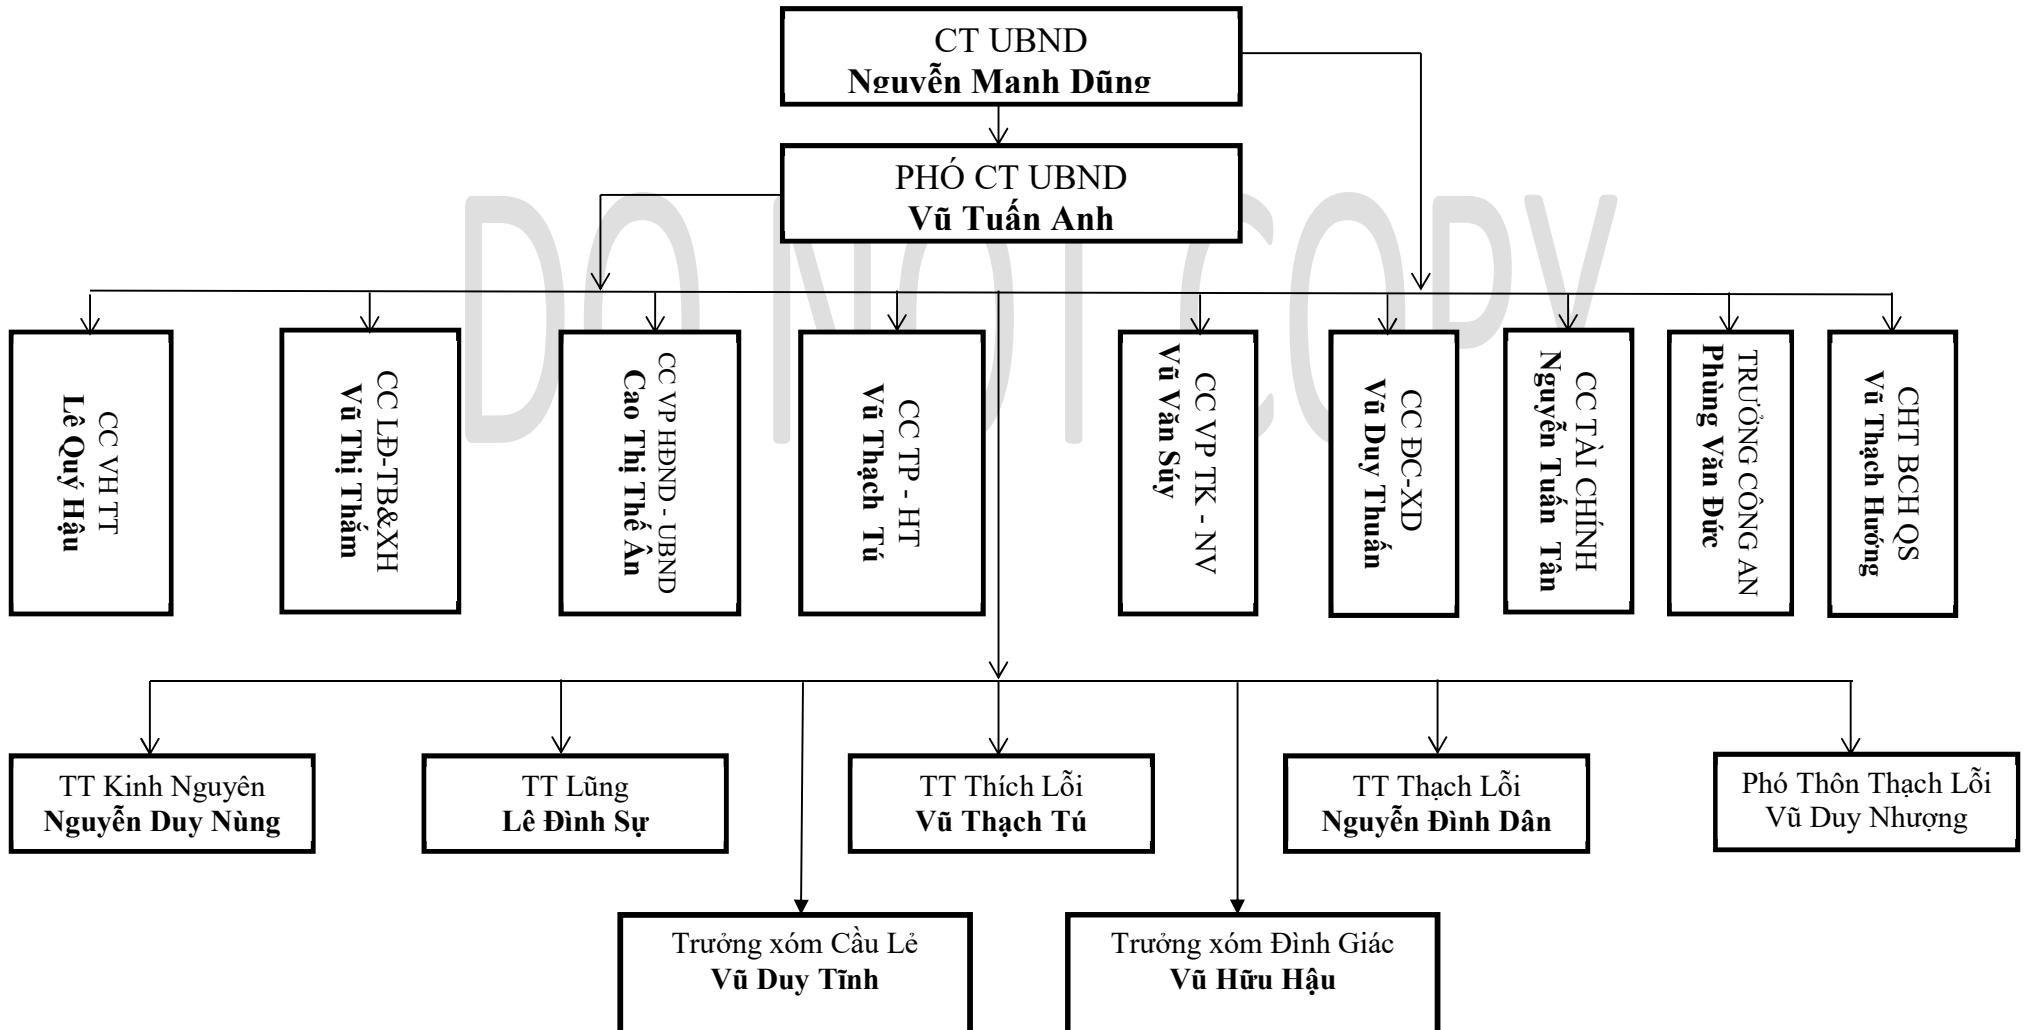 CT UBND
Nguyễn Mạnh Dũng
PHÓ CT UBND
Vũ Tuấn Anh
DO NOT COPY
CC VH TT
Lê Quý Hậu
CC LĐ-TB&XH
Vũ Thị Thắm
CC VP HĐND - UBND
Cao Thị Thế Ân
CC TP - HT
Vũ Thạch Tú
CC VP TK - NV
Vũ Văn Súy
CC ĐC-XD
Vũ Duy Thuấn
CC TÀI CHÍNH
Nguyễn Tuấn Tân
TRƯỞNG CÔNG AN
Phùng Văn Đức
CHT BCH QS
Vũ Thạch Hướng
TT Kinh Nguyên
Nguyễn Duy Nùng
TT Lũng
Lê Đình Sự
TT Thích Lỗi
Vũ Thạch Tú
TT Thạch Lỗi
Nguyễn Đình Dân
Phó Thôn Thạch Lỗi
Vũ Duy Nhượng
Trưởng xóm Cầu Lẻ
Vũ Duy Tĩnh
Trưởng xóm Đình Giác
Vũ Hữu Hậu